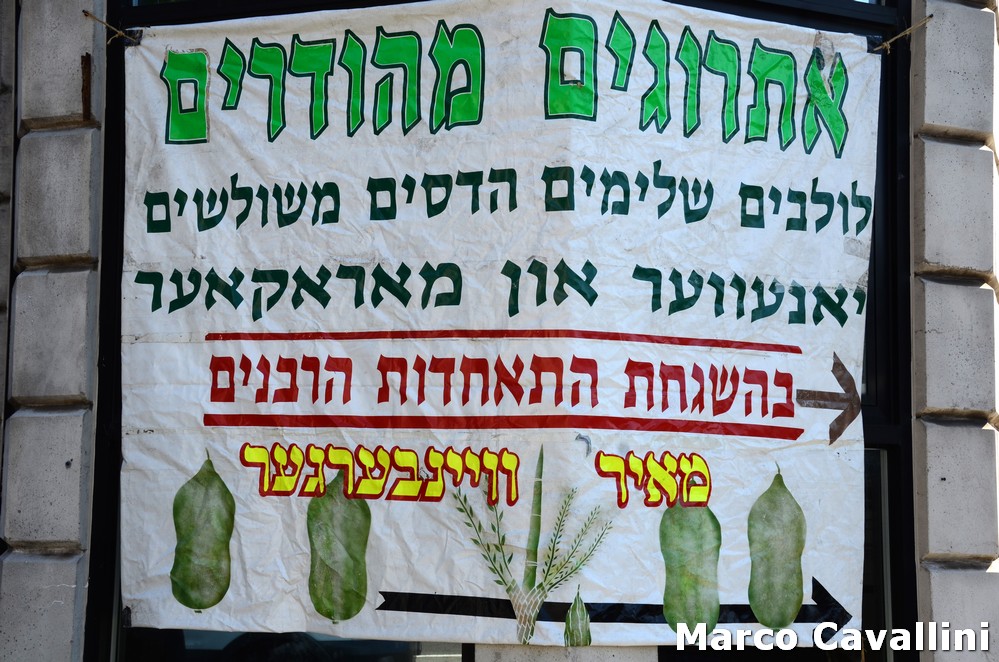 אתרוגים מהודרים
לולבים שלימים הדסים משולשים
יאנעווער און מאראקאער
בהשגחת התאחדות הרבנים
מאיר וויינבערגער
Marco Cavallini